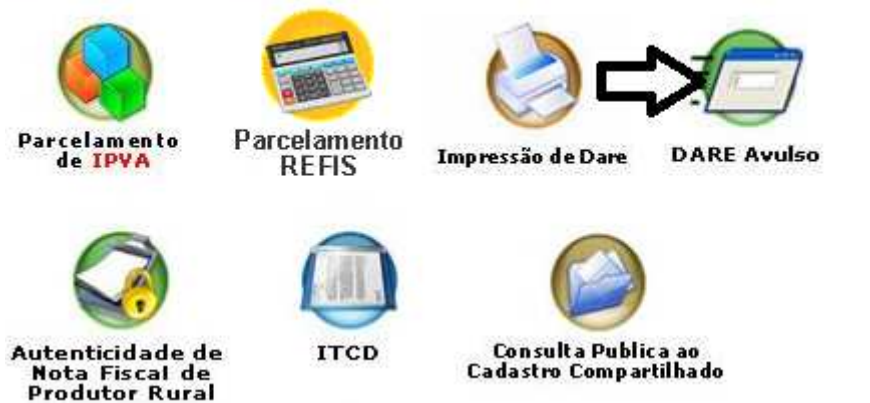 Parcelamento
de IPVA
Parcelamento
REFIS
Impressão de Dare
DARE Avulso
Autenticidade de
Nota Fiscal de
Produtor Rural
ITCD
Consulta Publica ao
Cadastro Compartilhado